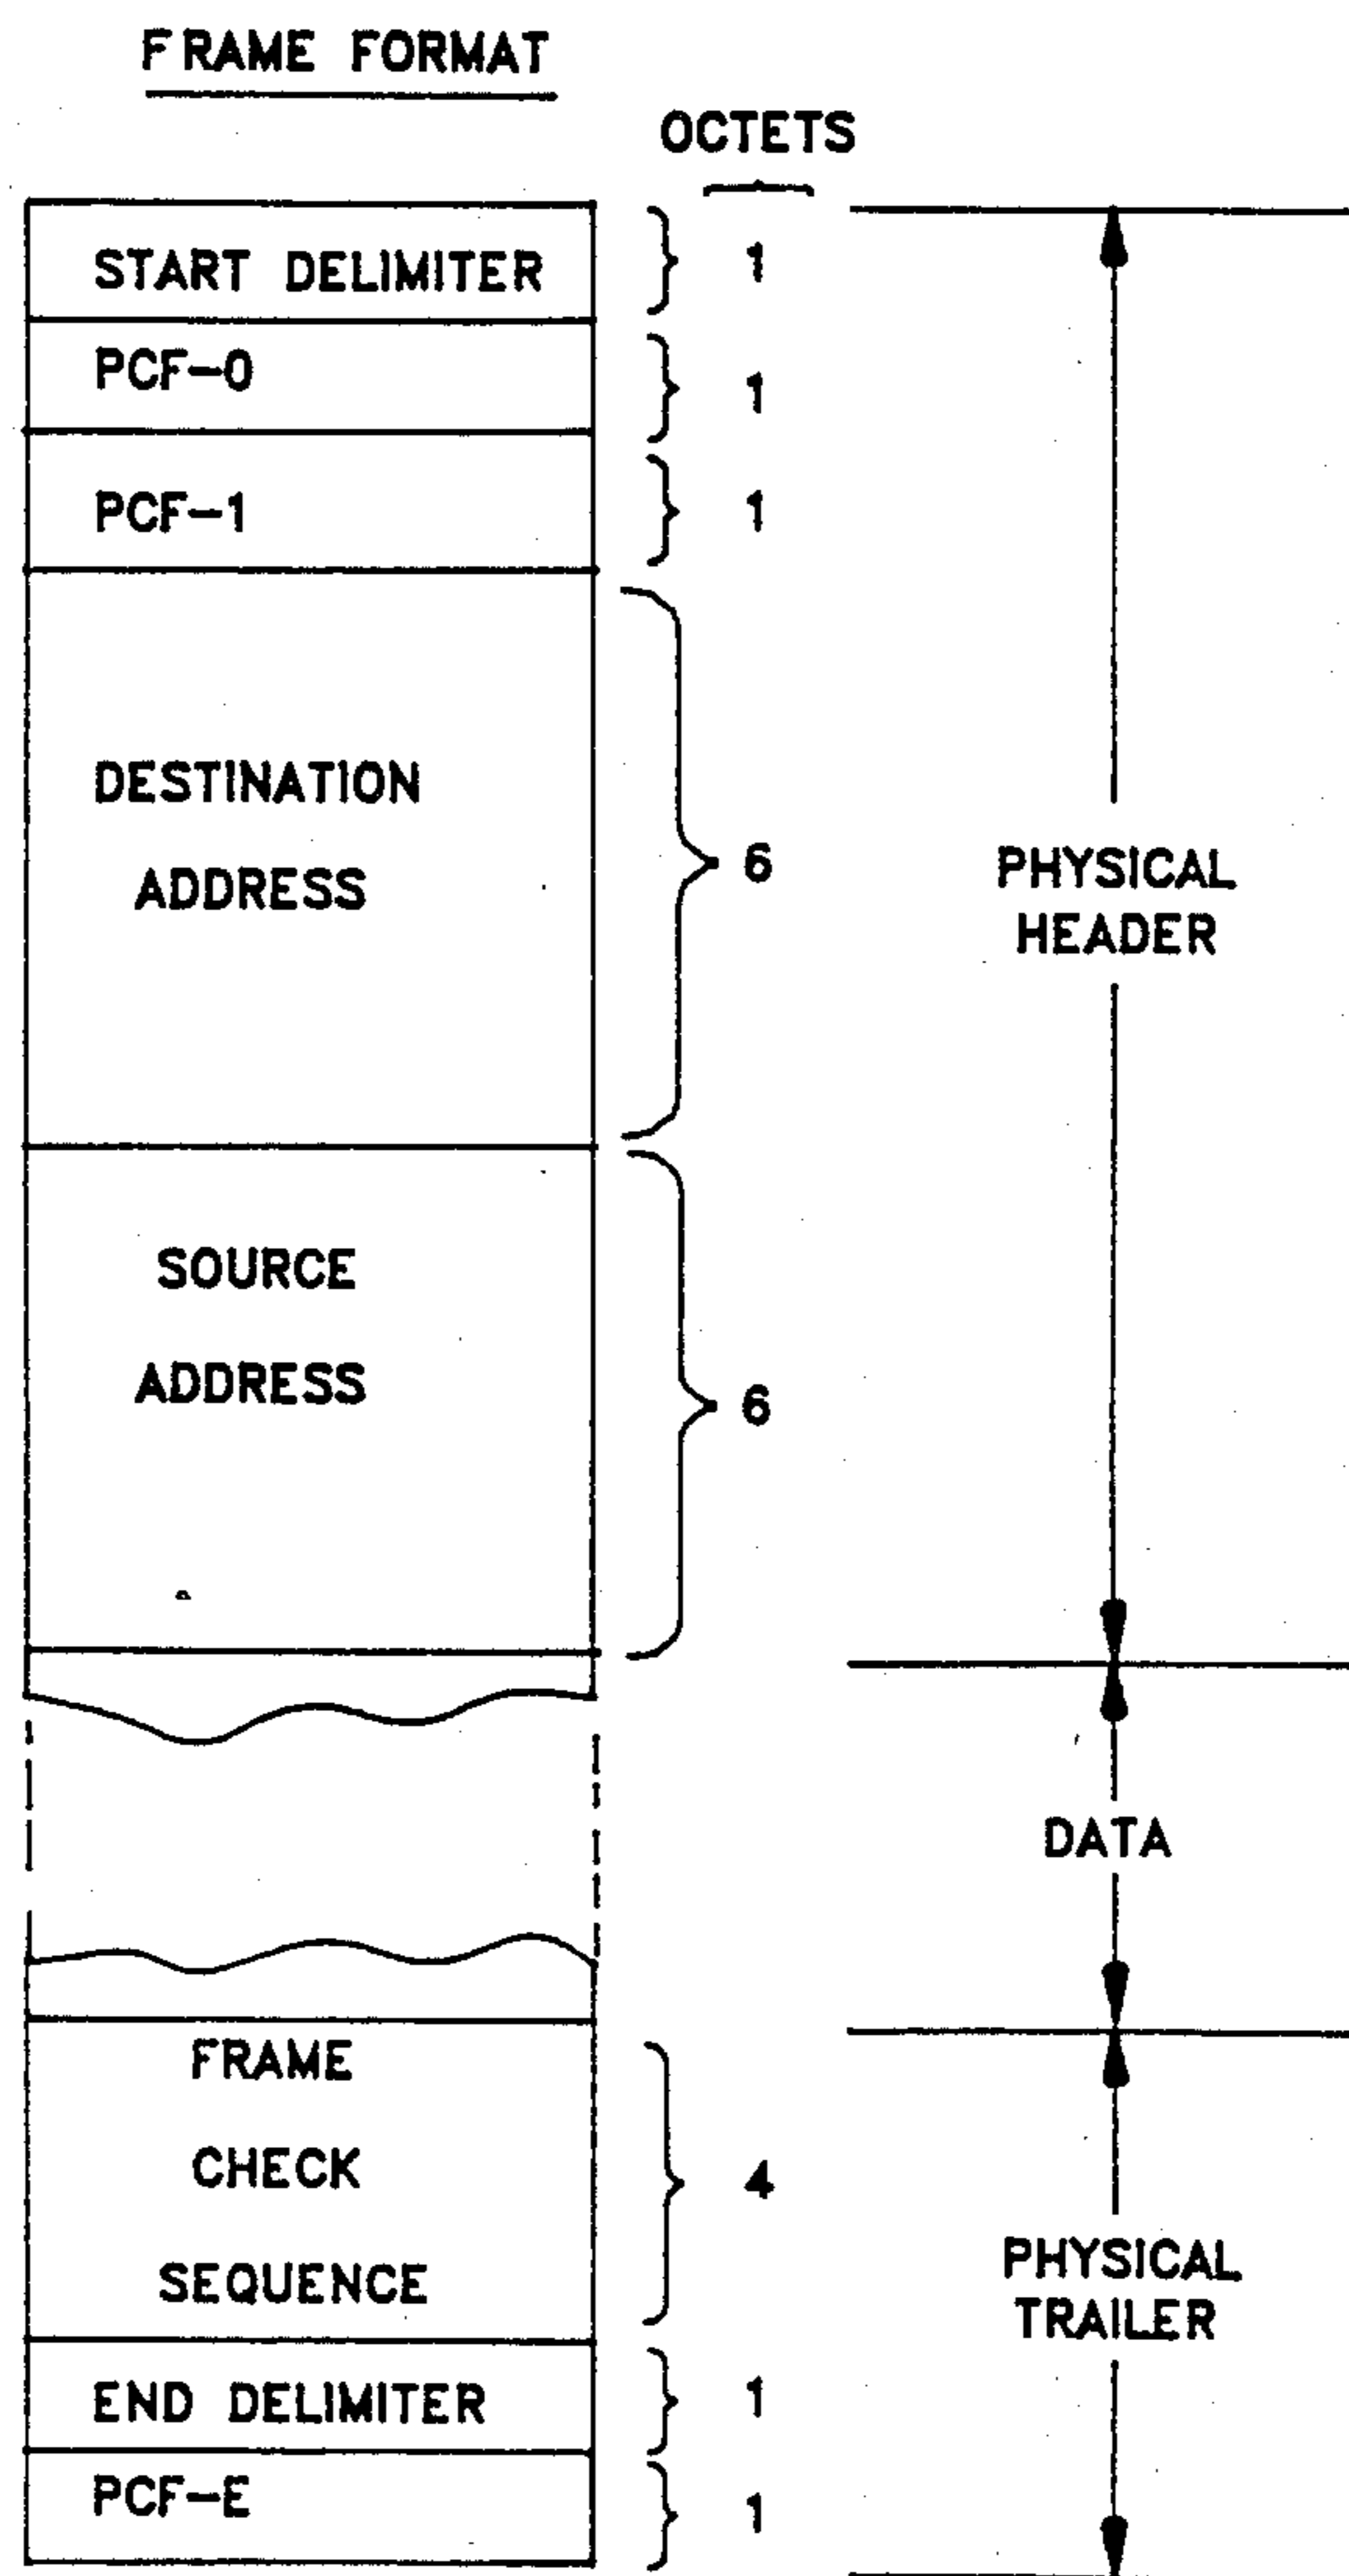 FRAME FORMAT
OCTETS
START DELIMITER
1
PCF-0
1
PCF-1
1
DESTINATION
ADDRESS
6
PHYSICAL
HEADER
SOURCE
ADDRESS
6
DATA
FRAME
CHECK
SEQUENCE
4
PHYSICAL
TRAILER
END DELIMITER
1
PCF-E
1